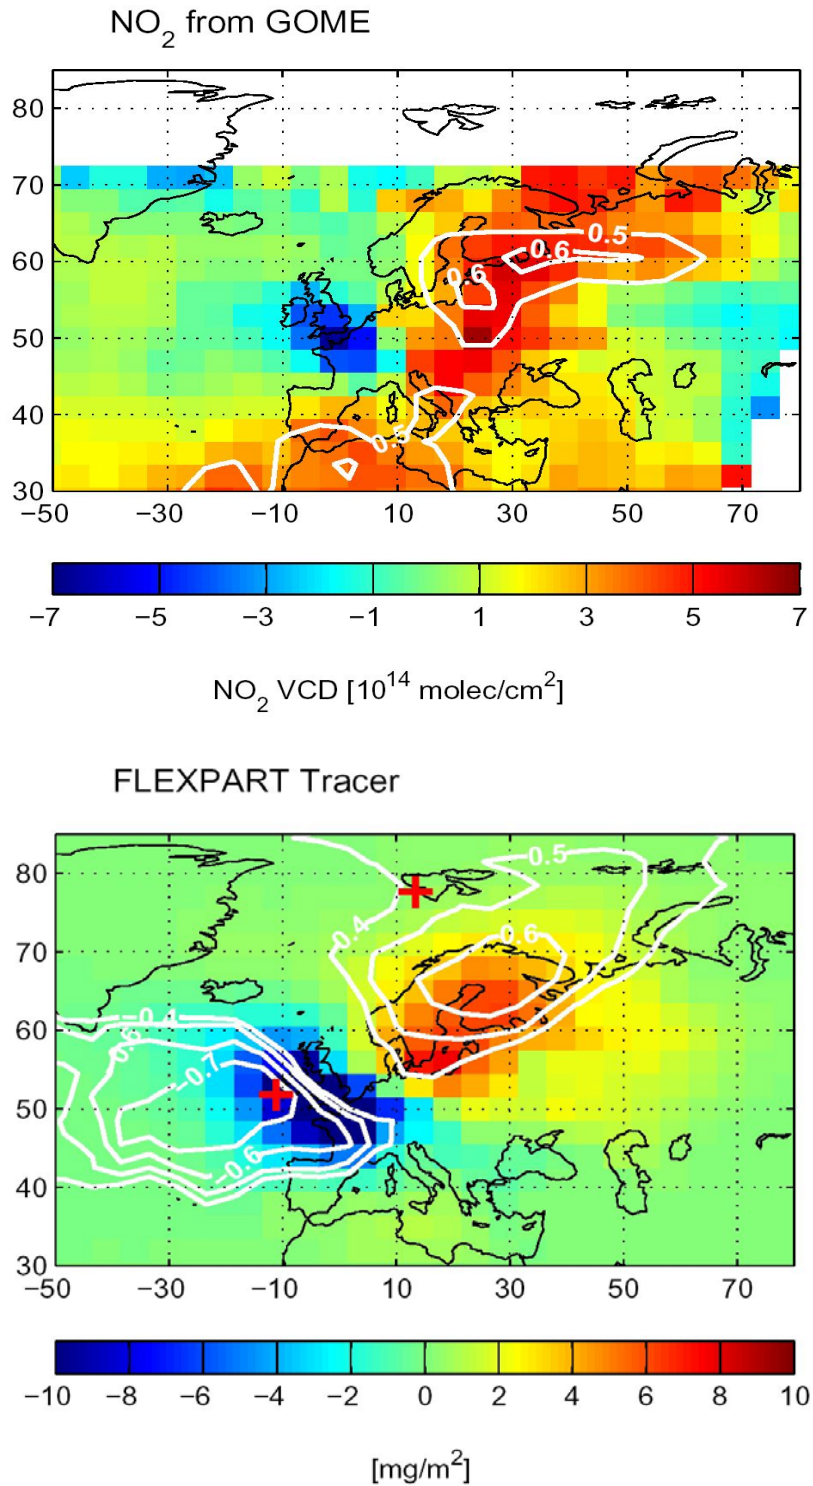 NO2 from GOME
80
70
60
50
40
30
0.5
0.6
0.6
0.5
−50 −30 −10 10 30 50 70
−7 −5 −3 −1 1 3 5 7
NO2 VCD [10^14 molec/cm^2]
FLEXPART Tracer
80
70
60
50
40
30
0.5
0.4
0.6
−0.4
0.6
−0.7
−0.6
−50 −30 −10 10 30 50 70
−10 −8 −6 −4 −2 0 2 4 6 8 10
[mg/m^2]